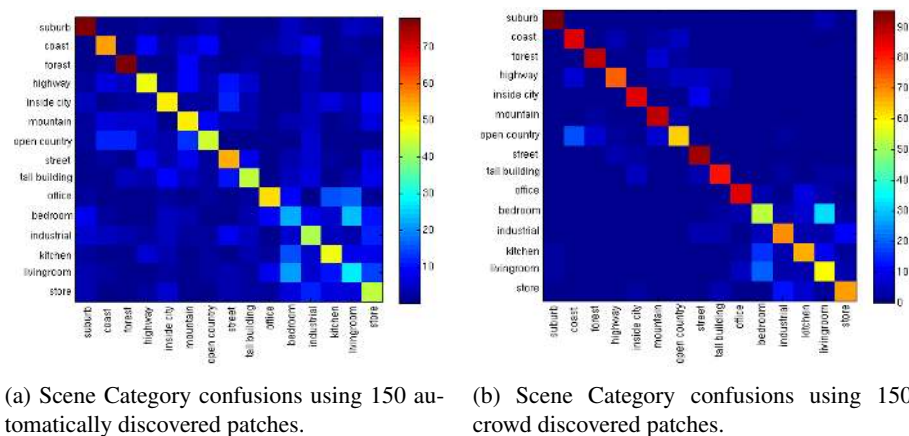 suburb
coast
forest
highway
inside city
mountain
open country
street
tall building
office
bedroom
industrial
kitchen
livingroom
store
suburb
coast
forest
highway
inside city
mountain
open country
street
tall building
office
bedroom
industrial
kitchen
livingroom
store
70
60
50
40
30
20
10
(a) Scene Category confusions using 150 au-
tomatically discovered patches.
suburb
coast
forest
highway
inside city
mountain
open country
street
tall building
office
bedroom
industrial
kitchen
livingroom
store
suburb
coast
forest
highway
inside city
mountain
open country
street
tall building
office
bedroom
industrial
kitchen
livingroom
store
90
80
70
60
50
40
30
20
10
0
(b) Scene Category confusions using 150
crowd discovered patches.